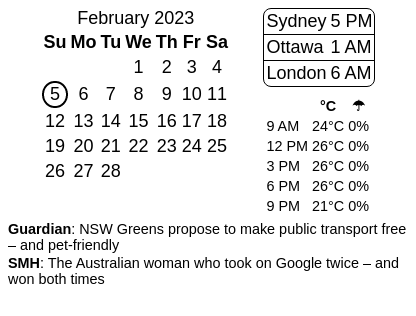 February 2023
Su Mo Tu We Th Fr Sa
1 2 3 4
5 6 7 8 9 10 11
12 13 14 15 16 17 18
19 20 21 22 23 24 25
26 27 28
Sydney 5 PM
Ottawa 1 AM
London 6 AM
°C ☂
9 AM 24°C 0%
12 PM 26°C 0%
3 PM 26°C 0%
6 PM 26°C 0%
9 PM 21°C 0%
Guardian: NSW Greens propose to make public transport free
– and pet-friendly
SMH: The Australian woman who took on Google twice – and
won both times